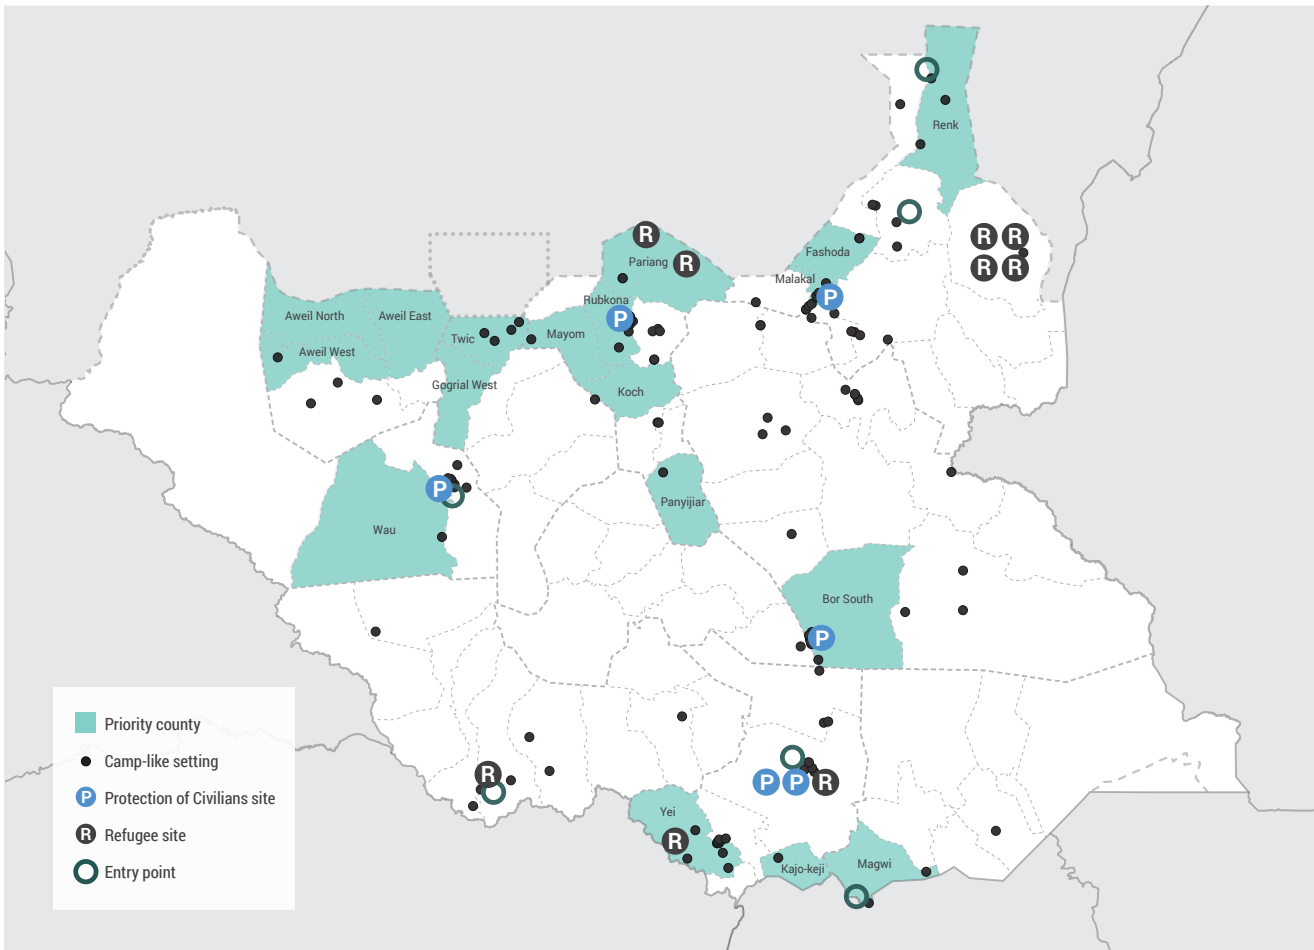 Renk
R
R R
Fashoda
Pariang R
R R
Malakal
Rubkona P
P
Aweil North
Aweil East
Twic
Mayom
Aweil West
Gogrial West
Koch
P
Panyijiar
Wau
Bor South
P
Priority county
Camp-like setting
P Protection of Civilians site
R Refugee site
Entry point
R
P P R
Yei
R
Kajo-keji
Magwi